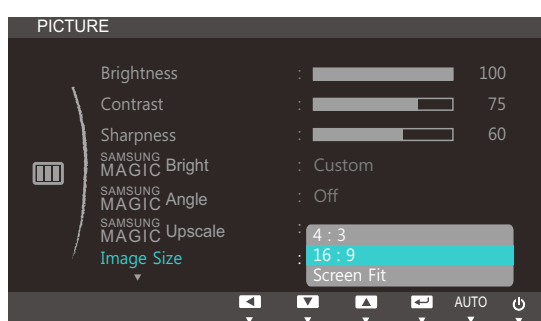 PICTURE
Brightness : 100
Contrast : 75
Sharpness : 60
SAMSUNG MAGIC Bright : Custom
SAMSUNG MAGIC Angle : Off
SAMSUNG MAGIC Upscale :
4 : 3
Image Size : 16 : 9
Screen Fit
AUTO